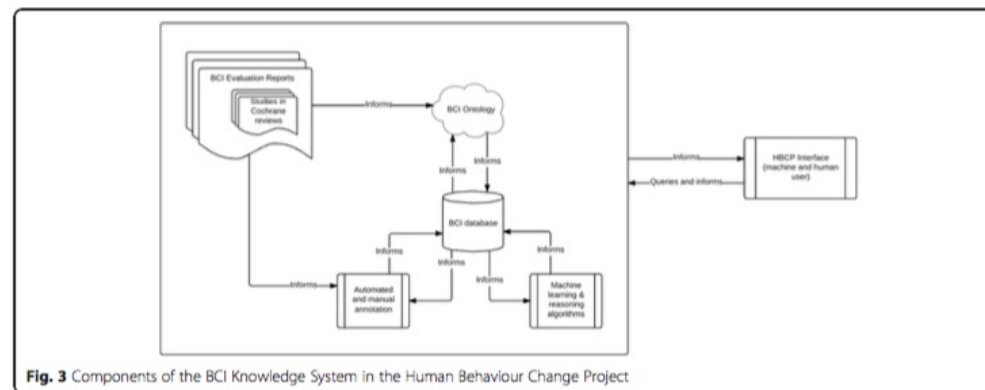 BCI Evaluation Reports
Studies in
Cochrane
reviews
Informs
BCI Ontology
Informs
Informs
Informs
HBCP Interface
(machine and human
user)
Queries and informs
BCI database
Informs
Informs
Informs
Informs
Informs
Automated
and manual
annotation
Machine
learning &
reasoning
algorithms
Fig. 3 Components of the BCI Knowledge System in the Human Behaviour Change Project